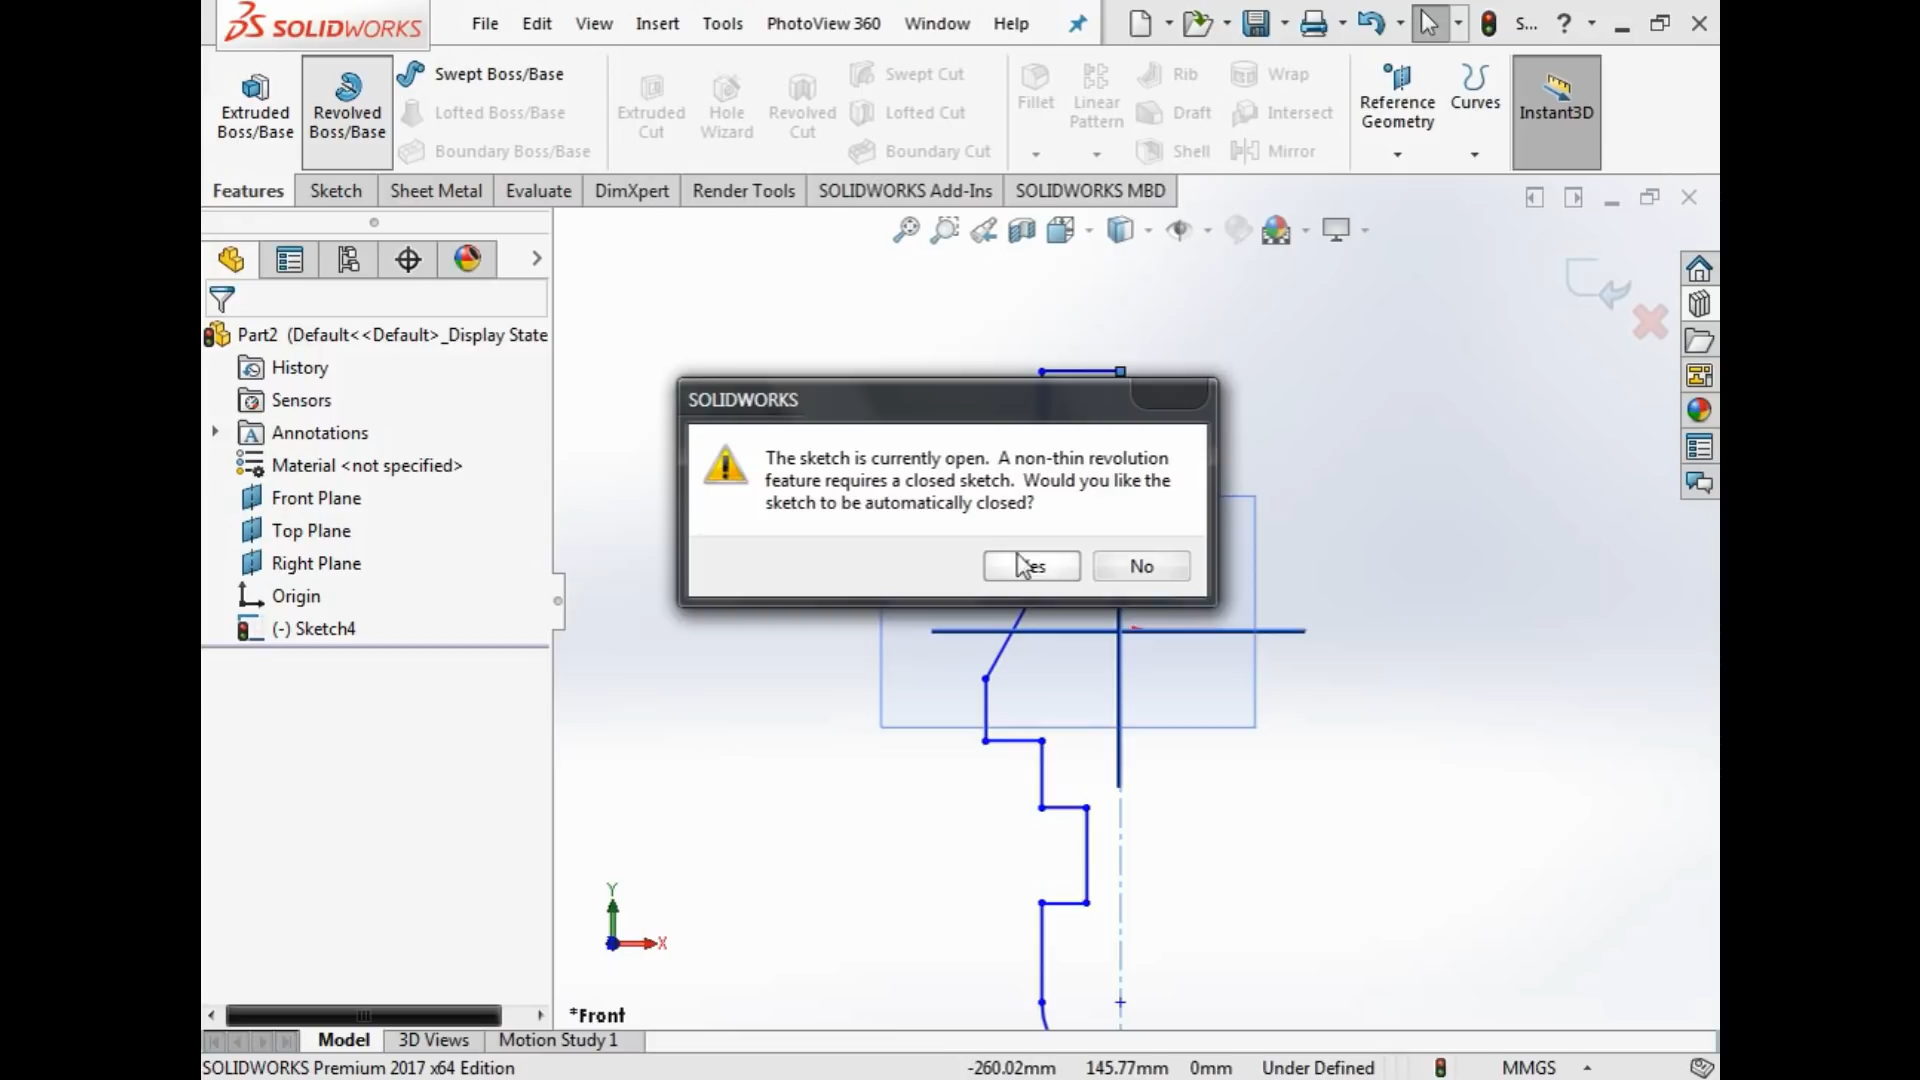 SOLIDWORKS
File Edit View Insert Tools PhotoView 360 Window Help
S... ?
Extruded Boss/Base
Revolved Boss/Base
Swept Boss/Base
Lofted Boss/Base
Boundary Boss/Base
Extruded Cut
Hole Wizard
Revolved Cut
Swept Cut
Lofted Cut
Boundary Cut
Fillet
Linear Pattern
Rib
Draft
Shell
Wrap
Intersect
Mirror
Reference Geometry
Curves
Instant3D
Features Sketch Sheet Metal Evaluate DimXpert Render Tools SOLIDWORKS Add-Ins SOLIDWORKS MBD
Part2 (Default<<Default>_Display State
History
Sensors
Annotations
Material <not specified>
Front Plane
Top Plane
Right Plane
Origin
(-) Sketch4
SOLIDWORKS
The sketch is currently open. A non-thin revolution
feature requires a closed sketch. Would you like the
sketch to be automatically closed?
No
Y
X
*Front
Model 3D Views Motion Study 1
SOLIDWORKS Premium 2017 x64 Edition -260.02mm 145.77mm 0mm Under Defined MMGS